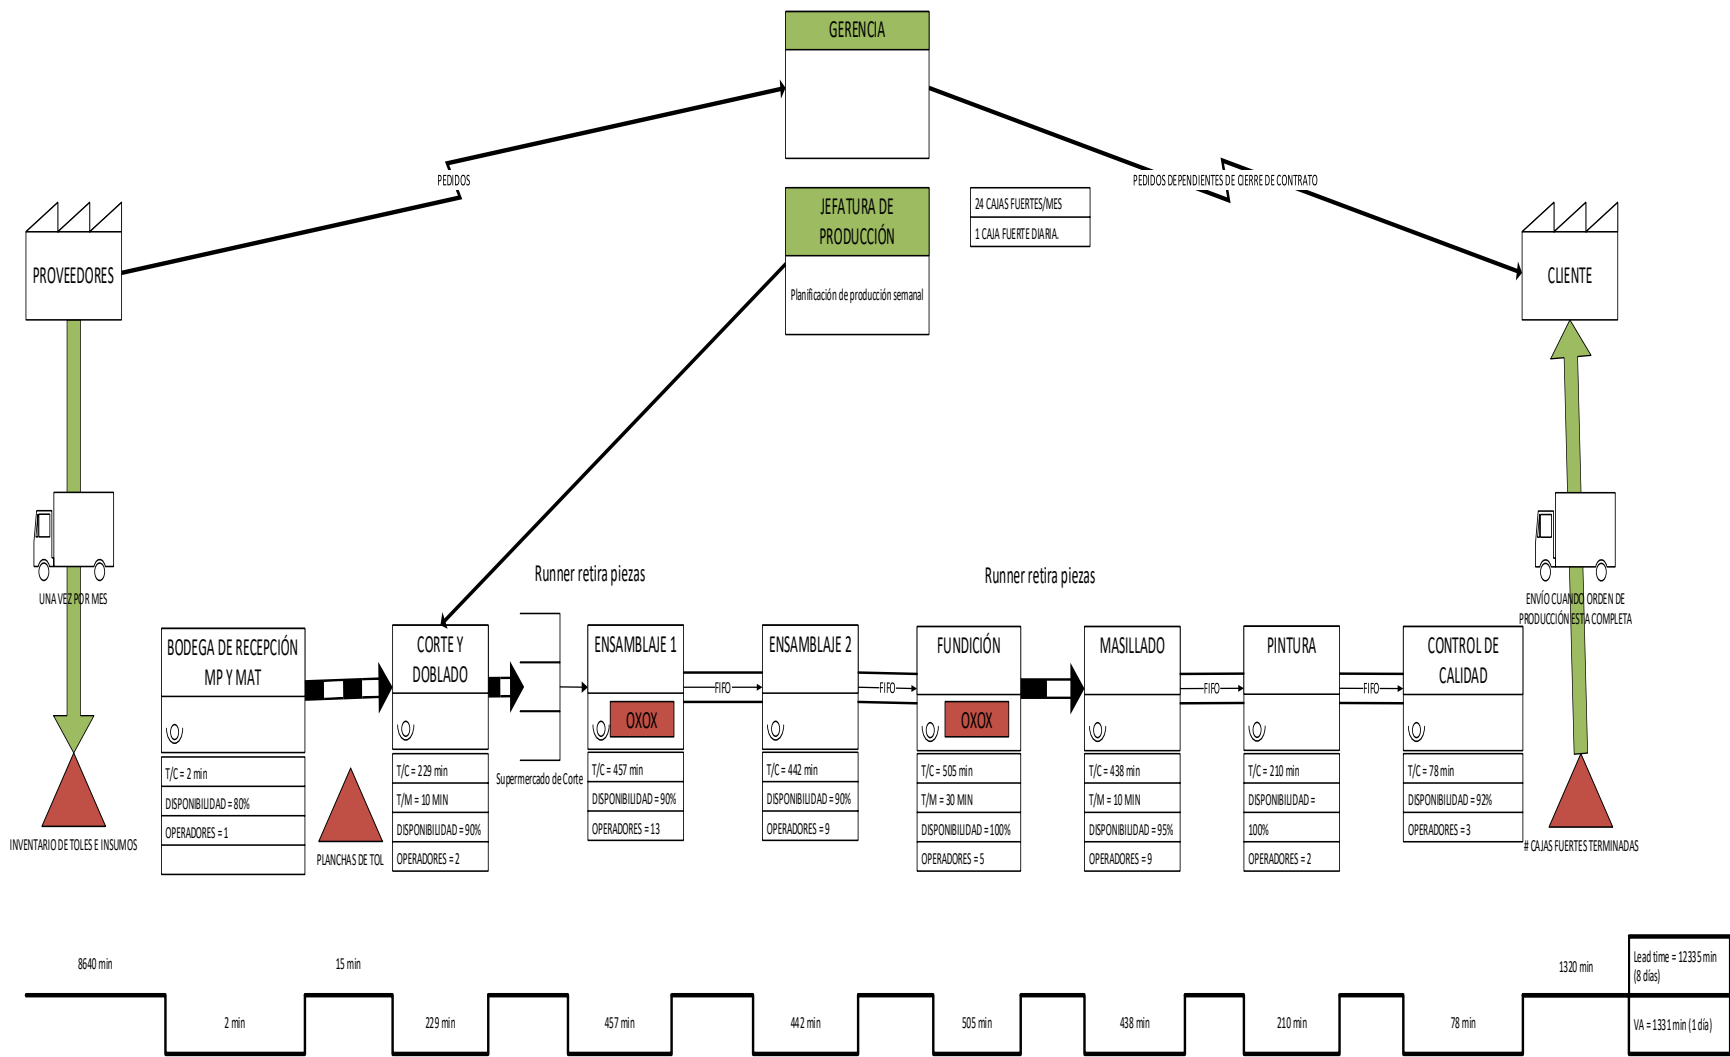 GERENCIA
PEDIDOS
PEDIDOS DEPENDIENTES DE CIERRE DE CONTRATO
JEFATURA DE
PRODUCCIÓN
Planificación de producción semanal
24 CAJAS FUERTES/MES
1 CAJA FUERTE DIARIA.
PROVEEDORES
CLIENTE
UNA VEZ POR MES
ENVÍO CUANDO ORDEN DE
PRODUCCIÓN ESTA COMPLETA
Runner retira piezas
Runner retira piezas
BODEGA DE RECEPCIÓN
MP Y MAT
T/C = 2 min
DISPONIBILIDAD = 80%
OPERADORES = 1
INVENTARIO DE TOLES E INSUMOS
PLANCHAS DE TOL
CORTE Y
DOBLADO
T/C = 229 min
T/M = 10 MIN
DISPONIBILIDAD = 90%
OPERADORES = 2
Supermercado de Corte
ENSAMBLAJE 1
OXOX
T/C = 457 min
DISPONIBILIDAD = 90%
OPERADORES = 13
FIFO
ENSAMBLAJE 2
T/C = 442 min
DISPONIBILIDAD = 90%
OPERADORES = 9
FIFO
FUNDICIÓN
OXOX
T/C = 505 min
T/M = 30 MIN
DISPONIBILIDAD = 100%
OPERADORES = 5
MASILLADO
T/C = 438 min
T/M = 10 MIN
DISPONIBILIDAD = 95%
OPERADORES = 9
FIFO
PINTURA
T/C = 210 min
DISPONIBILIDAD =
100%
OPERADORES = 2
FIFO
CONTROL DE
CALIDAD
T/C = 78 min
DISPONIBILIDAD = 92%
OPERADORES = 3
# CAJAS FUERTES TERMINADAS
8640 min
15 min
1320 min
2 min
229 min
457 min
442 min
505 min
438 min
210 min
78 min
Lead time = 12335 min
(8 días)
VA = 1331 min (1 día)